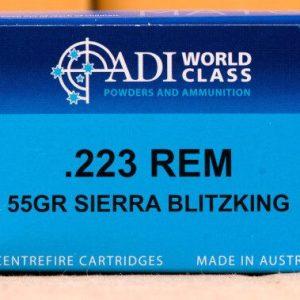 ADI WORLD CLASS
POWDERS AND AMMUNITION
.223 REM
55GR SIERRA BLITZKING
CENTREFIRE CARTRIDGES MADE IN AUSTR